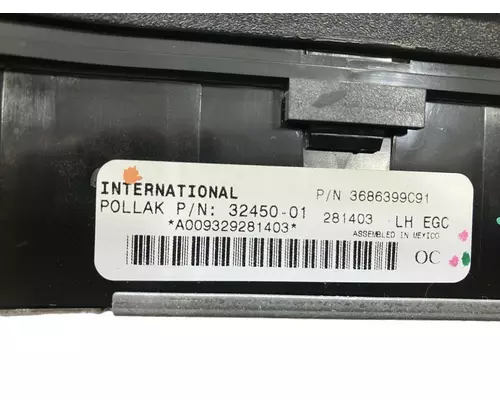 INTERNATIONAL P/N 3686399C91
POLLAK P/N: 32450-01 281403 LH EGC
*A009329281403* ASSEMBLED IN MEXICO
OC